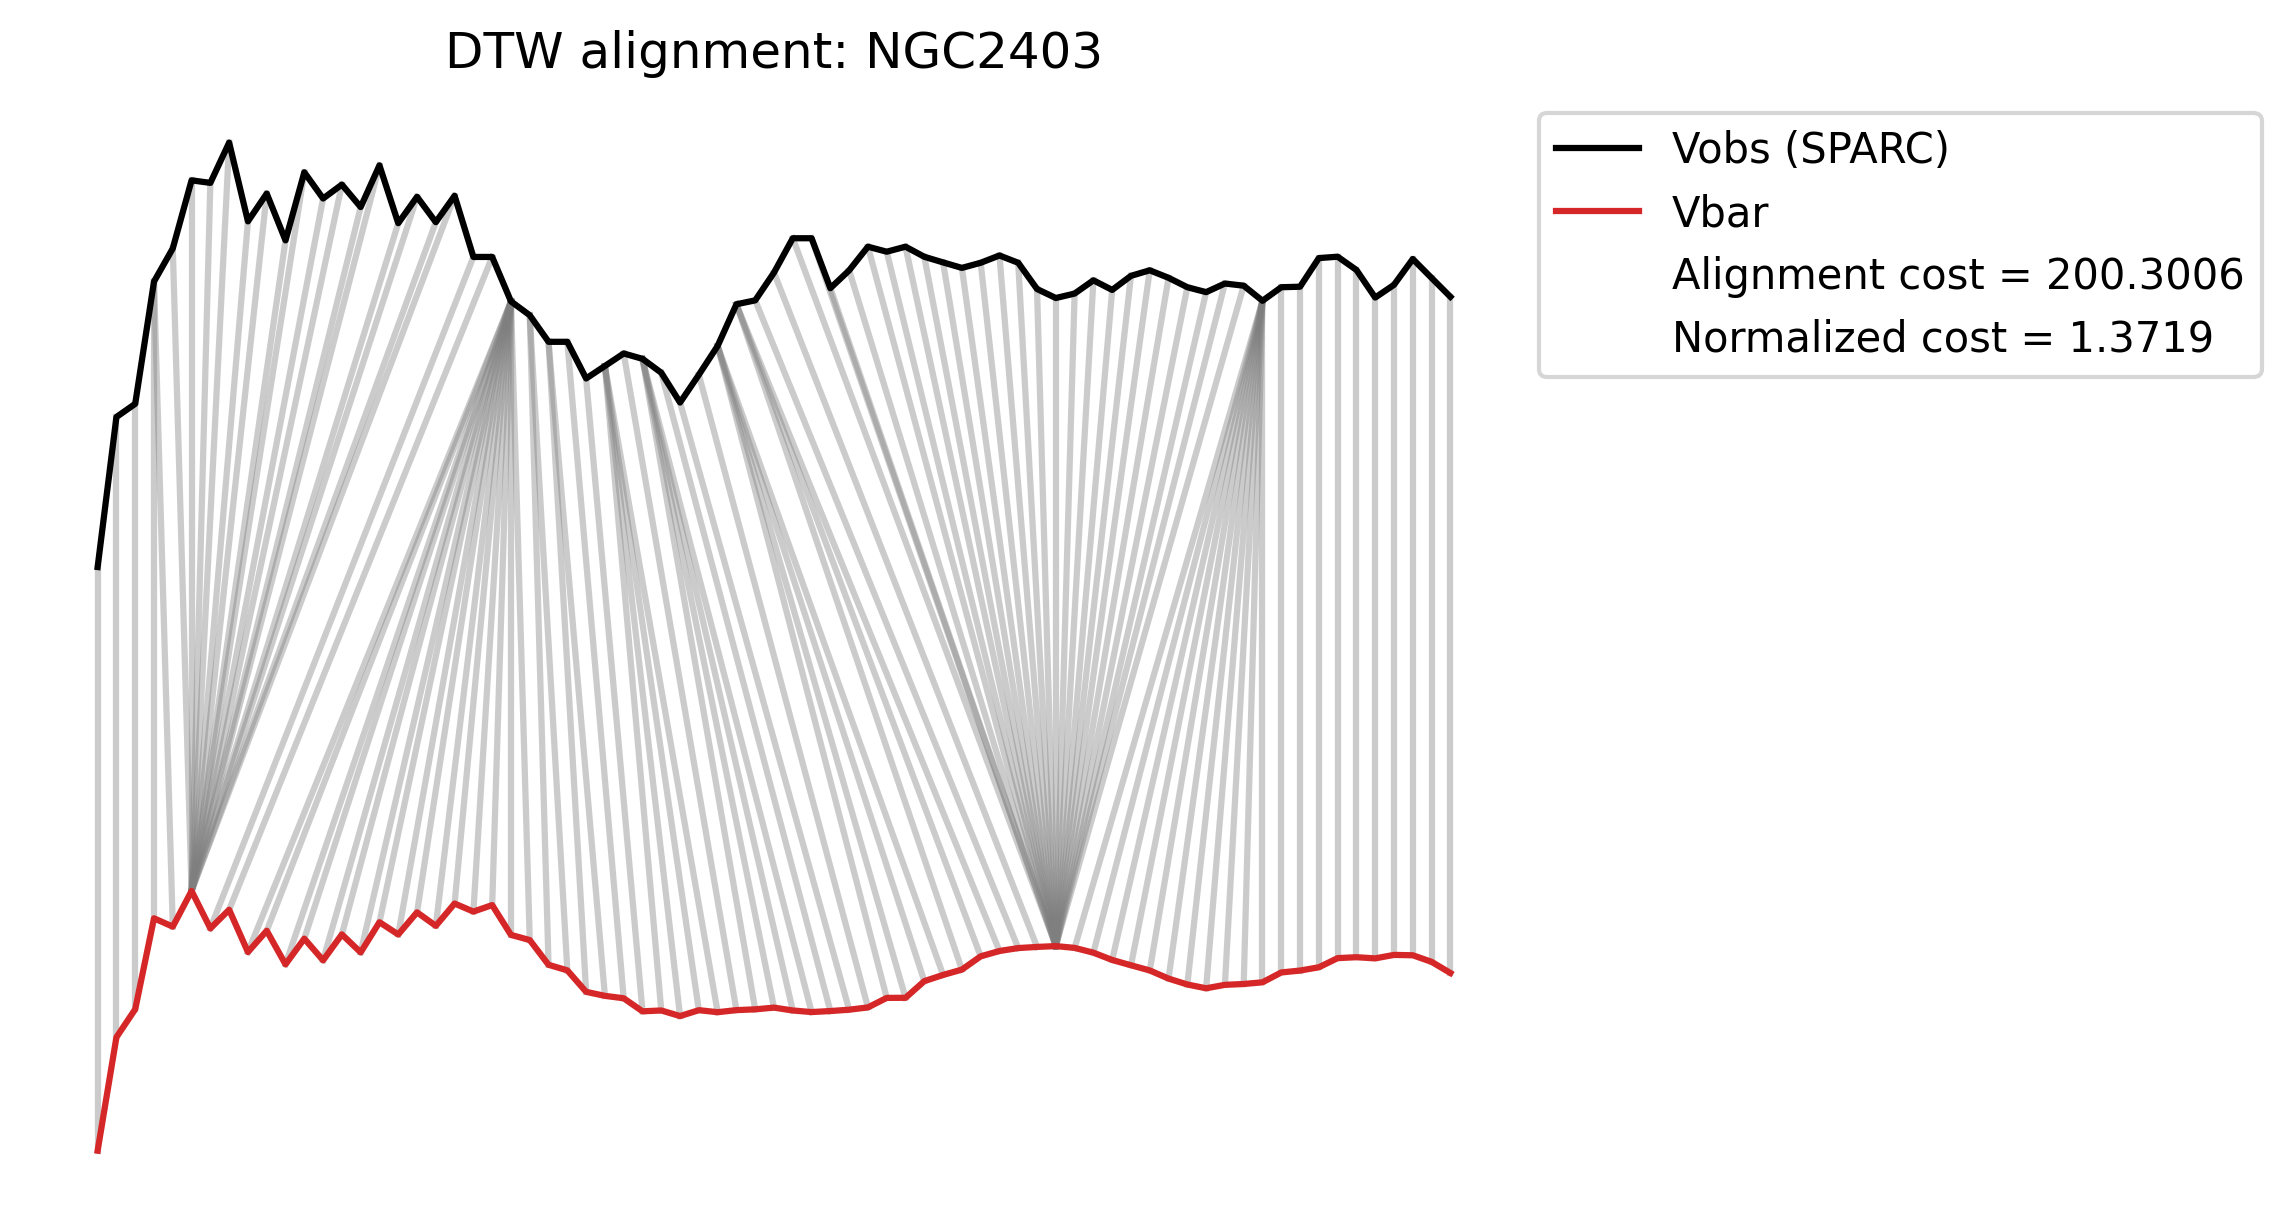 DTW alignment: NGC2403
Vobs (SPARC)
Vbar
Alignment cost = 200.3006
Normalized cost = 1.3719